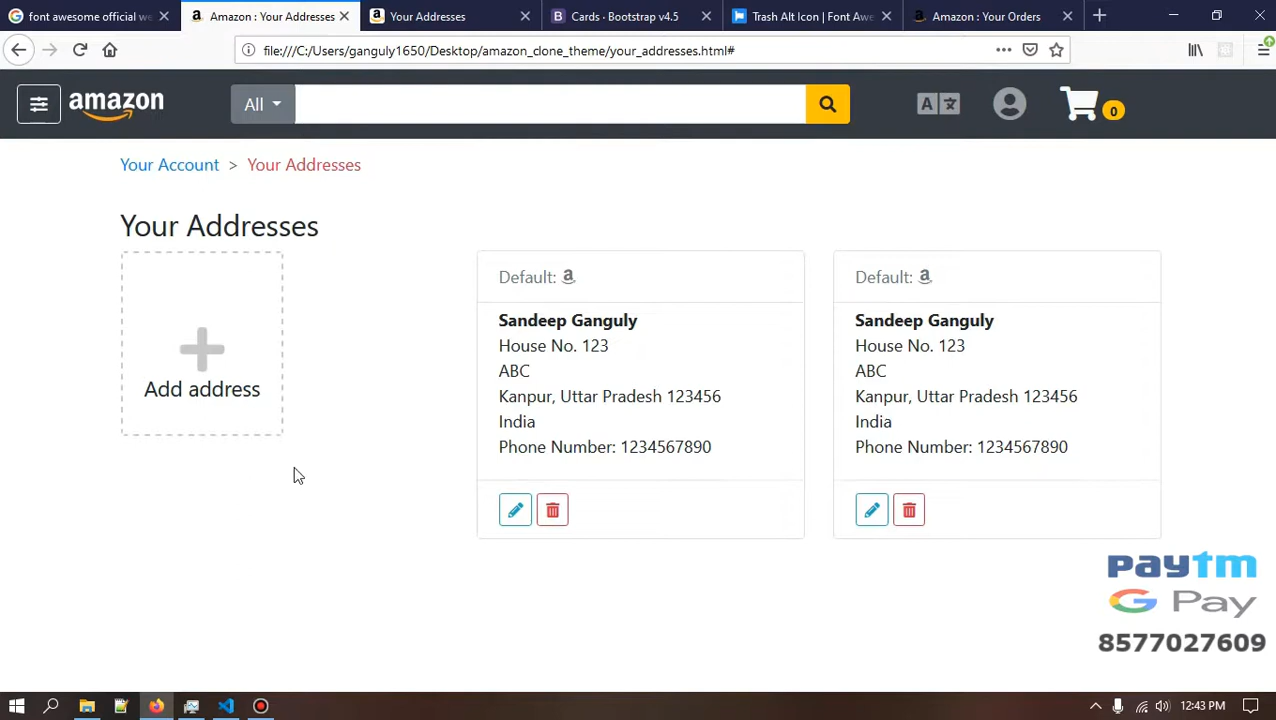 font awesome official we
Amazon : Your Addresses
Your Addresses
Cards · Bootstrap v4.5
Trash Alt Icon | Font Awe
Amazon : Your Orders
file:///C:/Users/ganguly1650/Desktop/amazon_clone_theme/your_addresses.html#
amazon
All
0
Your Account > Your Addresses
Your Addresses
Add address
Default:
Sandeep Ganguly
House No. 123
ABC
Kanpur, Uttar Pradesh 123456
India
Phone Number: 1234567890
Default:
Sandeep Ganguly
House No. 123
ABC
Kanpur, Uttar Pradesh 123456
India
Phone Number: 1234567890
paytm
G Pay
8577027609
12:43 PM